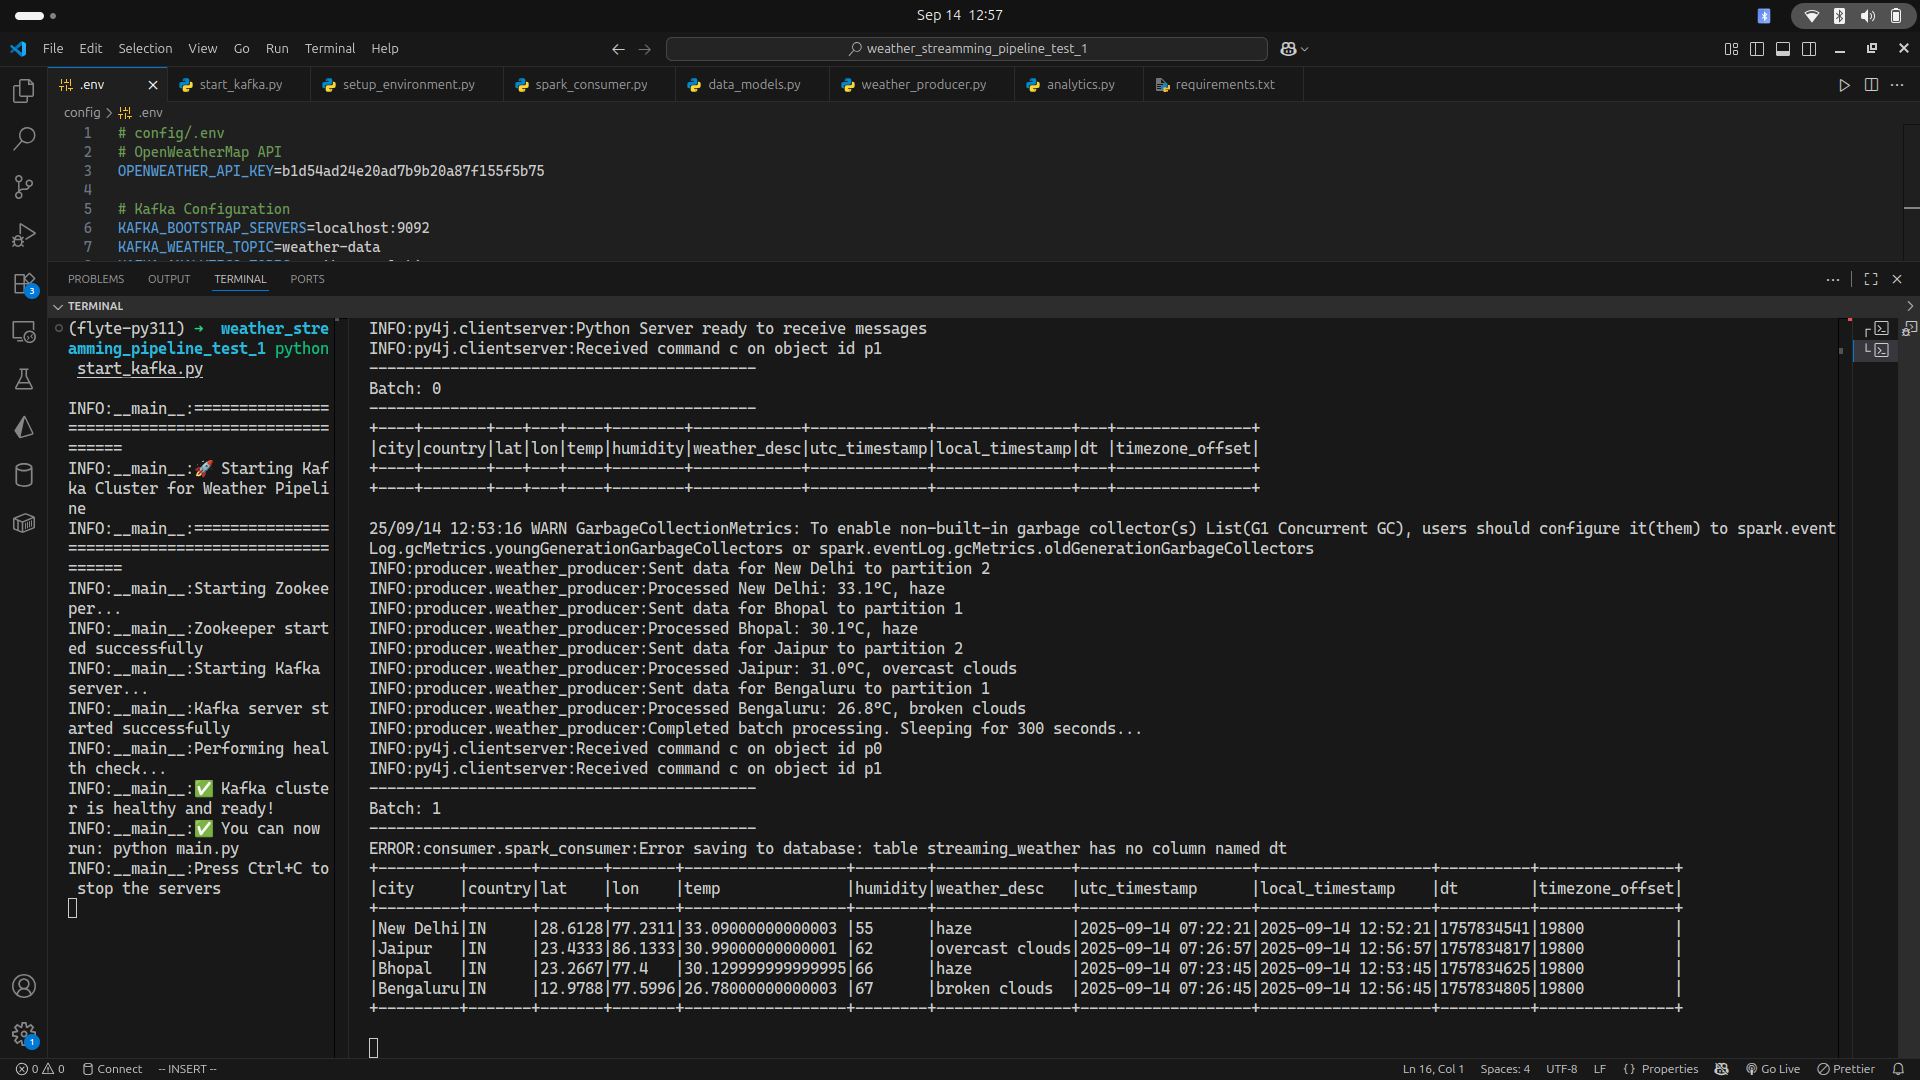 Sep 14 12:57
File Edit Selection View Go Run Terminal Help
weather_streamming_pipeline_test_1
.env
start_kafka.py
setup_environment.py
spark_consumer.py
data_models.py
weather_producer.py
analytics.py
requirements.txt
config > .env
1 # config/.env
2 # OpenWeatherMap API
3 OPENWEATHER_API_KEY=b1d54ad24e20ad7b9b20a87f155f5b75
4
5 # Kafka Configuration
6 KAFKA_BOOTSTRAP_SERVERS=localhost:9092
7 KAFKA_WEATHER_TOPIC=weather-data
PROBLEMS OUTPUT TERMINAL PORTS
TERMINAL
(flyte-py311) → weather_stre
amming_pipeline_test_1 python
start_kafka.py
INFO:__main__:===============
=============================
======
INFO:__main__:🚀 Starting Kaf
ka Cluster for Weather Pipeli
ne
INFO:__main__:===============
=============================
======
INFO:__main__:Starting Zookee
per...
INFO:__main__:Zookeeper start
ed successfully
INFO:__main__:Starting Kafka
server...
INFO:__main__:Kafka server st
arted successfully
INFO:__main__:Performing heal
th check...
INFO:__main__:✅ Kafka cluste
r is healthy and ready!
INFO:__main__:✅ You can now
run: python main.py
INFO:__main__:Press Ctrl+C to
stop the servers
INFO:py4j.clientserver:Python Server ready to receive messages
INFO:py4j.clientserver:Received command c on object id p1
-------------------------------------------
Batch: 0
-------------------------------------------
+----+-------+---+---+----+--------+------------+-------------+---------------+---+---------------+
|city|country|lat|lon|temp|humidity|weather_desc|utc_timestamp|local_timestamp|dt |timezone_offset|
+----+-------+---+---+----+--------+------------+-------------+---------------+---+---------------+
+----+-------+---+---+----+--------+------------+-------------+---------------+---+---------------+
25/09/14 12:53:16 WARN GarbageCollectionMetrics: To enable non-built-in garbage collector(s) List(G1 Concurrent GC), users should configure it(them) to spark.event
Log.gcMetrics.youngGenerationGarbageCollectors or spark.eventLog.gcMetrics.oldGenerationGarbageCollectors
INFO:producer.weather_producer:Sent data for New Delhi to partition 2
INFO:producer.weather_producer:Processed New Delhi: 33.1°C, haze
INFO:producer.weather_producer:Sent data for Bhopal to partition 1
INFO:producer.weather_producer:Processed Bhopal: 30.1°C, haze
INFO:producer.weather_producer:Sent data for Jaipur to partition 2
INFO:producer.weather_producer:Processed Jaipur: 31.0°C, overcast clouds
INFO:producer.weather_producer:Sent data for Bengaluru to partition 1
INFO:producer.weather_producer:Processed Bengaluru: 26.8°C, broken clouds
INFO:producer.weather_producer:Completed batch processing. Sleeping for 300 seconds...
INFO:py4j.clientserver:Received command c on object id p0
INFO:py4j.clientserver:Received command c on object id p1
-------------------------------------------
Batch: 1
-------------------------------------------
ERROR:consumer.spark_consumer:Error saving to database: table streaming_weather has no column named dt
+---------+-------+-------+-------+------------------+--------+---------------+-------------------+-------------------+----------+---------------+
|city     |country|lat    |lon    |temp              |humidity|weather_desc   |utc_timestamp      |local_timestamp    |dt        |timezone_offset|
+---------+-------+-------+-------+------------------+--------+---------------+-------------------+-------------------+----------+---------------+
|New Delhi|IN     |28.6128|77.2311|33.09000000000003 |55      |haze           |2025-09-14 07:22:21|2025-09-14 12:52:21|1757834541|19800          |
|Jaipur   |IN     |23.4333|86.1333|30.99000000000001 |62      |overcast clouds|2025-09-14 07:26:57|2025-09-14 12:56:57|1757834817|19800          |
|Bhopal   |IN     |23.2667|77.4   |30.129999999999995|66      |haze           |2025-09-14 07:23:45|2025-09-14 12:53:45|1757834625|19800          |
|Bengaluru|IN     |12.9788|77.5996|26.78000000000003 |67      |broken clouds  |2025-09-14 07:26:45|2025-09-14 12:56:45|1757834805|19800          |
+---------+-------+-------+-------+------------------+--------+---------------+-------------------+-------------------+----------+---------------+
3
1
0 0 Connect -- INSERT -- Ln 16, Col 1 Spaces: 4 UTF-8 LF {} Properties Go Live Prettier